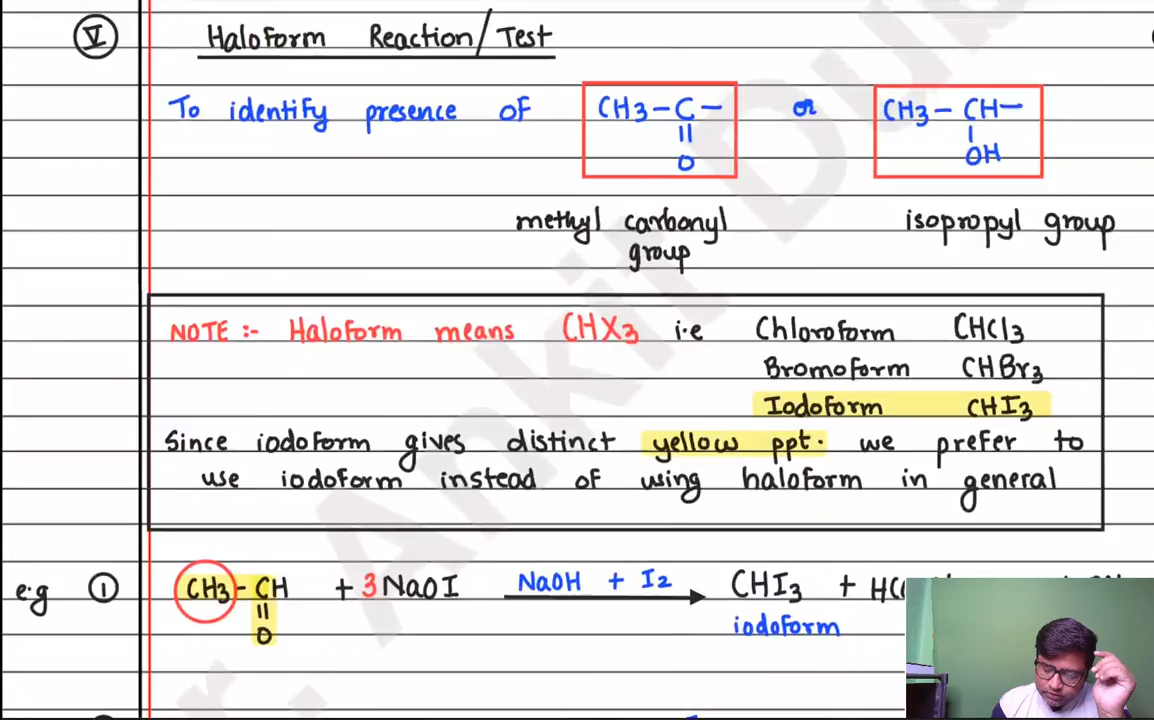 V Haloform Reaction/Test
To identify presence of CH3-C- or CH3-CH-
|| |
O OH
methyl carbonyl isopropyl group
group
NOTE :- Haloform means CHX3 i.e Chloroform CHCl3
Bromoform CHBr3
Iodoform CHI3
Since iodoform gives distinct yellow ppt. we prefer to
use iodoform instead of using haloform in general
e.g 1 CH3-CH + 3NaOI NaOH + I2 CHI3 +
||
O iodoform